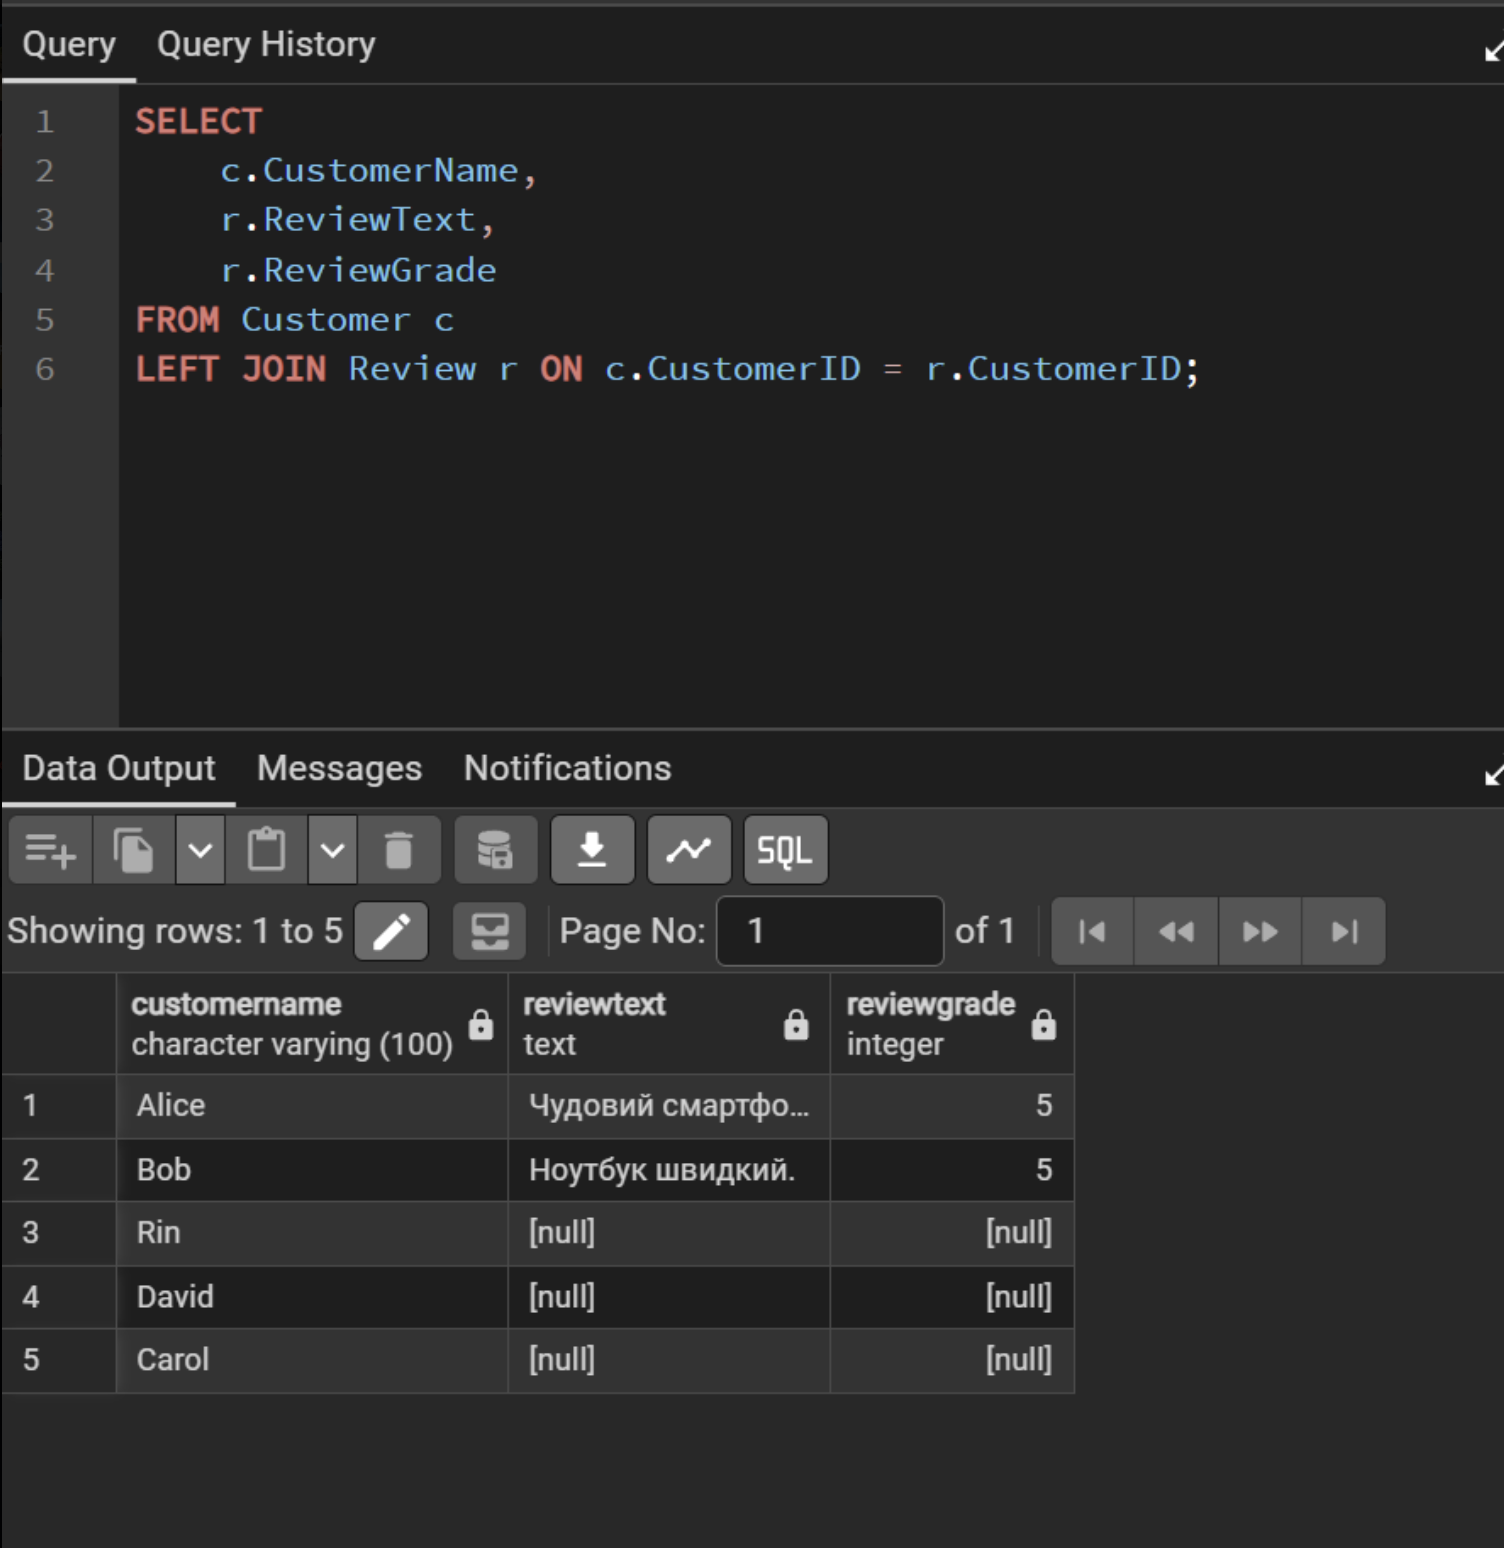 Query Query History
1 SELECT
2 c.CustomerName,
3 r.ReviewText,
4 r.ReviewGrade
5 FROM Customer c
6 LEFT JOIN Review r ON c.CustomerID = r.CustomerID;
Data Output Messages Notifications
SQL
Showing rows: 1 to 5 Page No: 1 of 1
customername reviewtext reviewgrade
character varying (100) text integer
1 Alice Чудовий смартфо... 5
2 Bob Ноутбук швидкий. 5
3 Rin [null] [null]
4 David [null] [null]
5 Carol [null] [null]